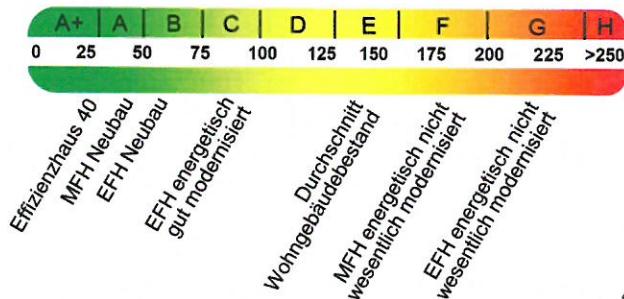 A+ A B C D E F G H
0 25 50 75 100 125 150 175 200 225 >250
Effizienzhaus 40
MFH Neubau
EFH Neubau
EFH energetisch
gut modernisiert
Durchschnitt
Wohngebäudebestand
MFH energetisch nicht
wesentlich modernisiert
EFH energetisch nicht
wesentlich modernisiert